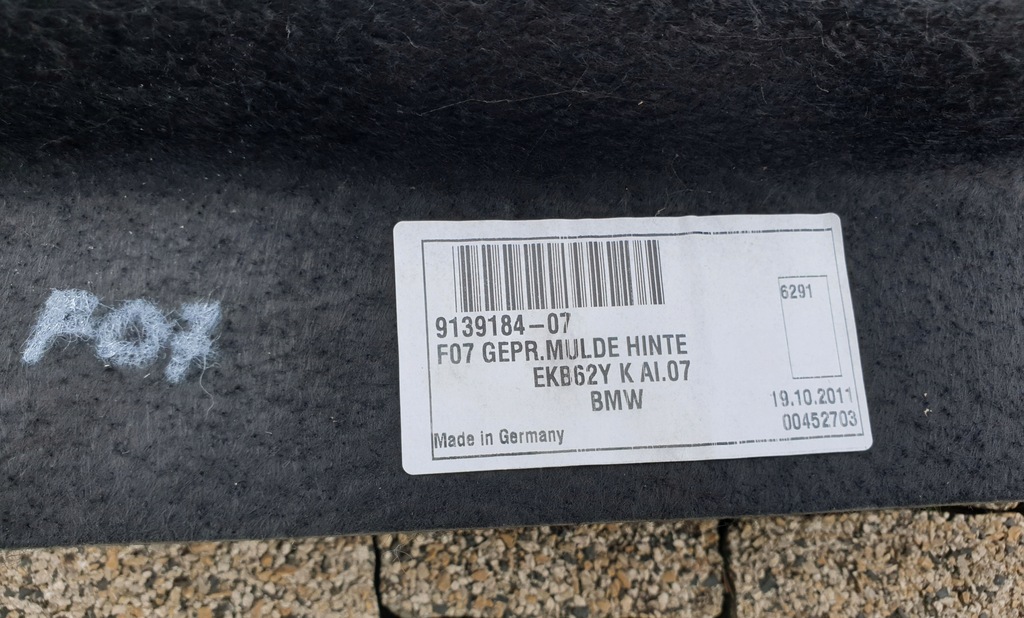 F07
9139184-07
F07 GEPR.MULDE HINTE
EKB62Y K AI.07
BMW
Made in Germany
6291
19.10.2011
00452703